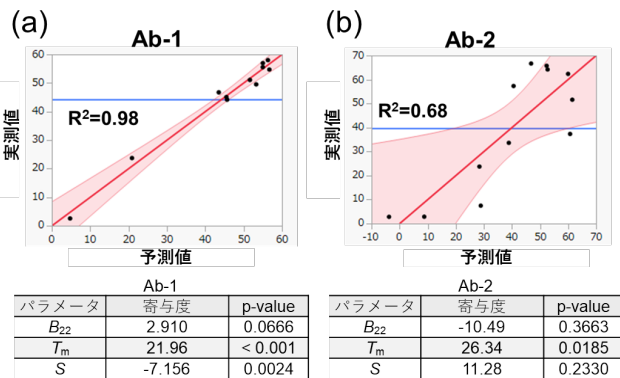 (a)
Ab-1
60
50
40
30
20
10
0
R²=0.98
実測値
0 10 20 30 40 50 60
予測値
(b)
Ab-2
70
60
50
40
30
20
10
0
R²=0.68
実測値
-10 0 10 20 30 40 50 60 70
予測値
Ab-1
パラメータ 寄与度 p-value
B₂₂ 2.910 0.0666
Tₘ 21.96 < 0.001
S -7.156 0.0024
Ab-2
パラメータ 寄与度 p-value
B₂₂ -10.49 0.3663
Tₘ 26.34 0.0185
S 11.28 0.2330